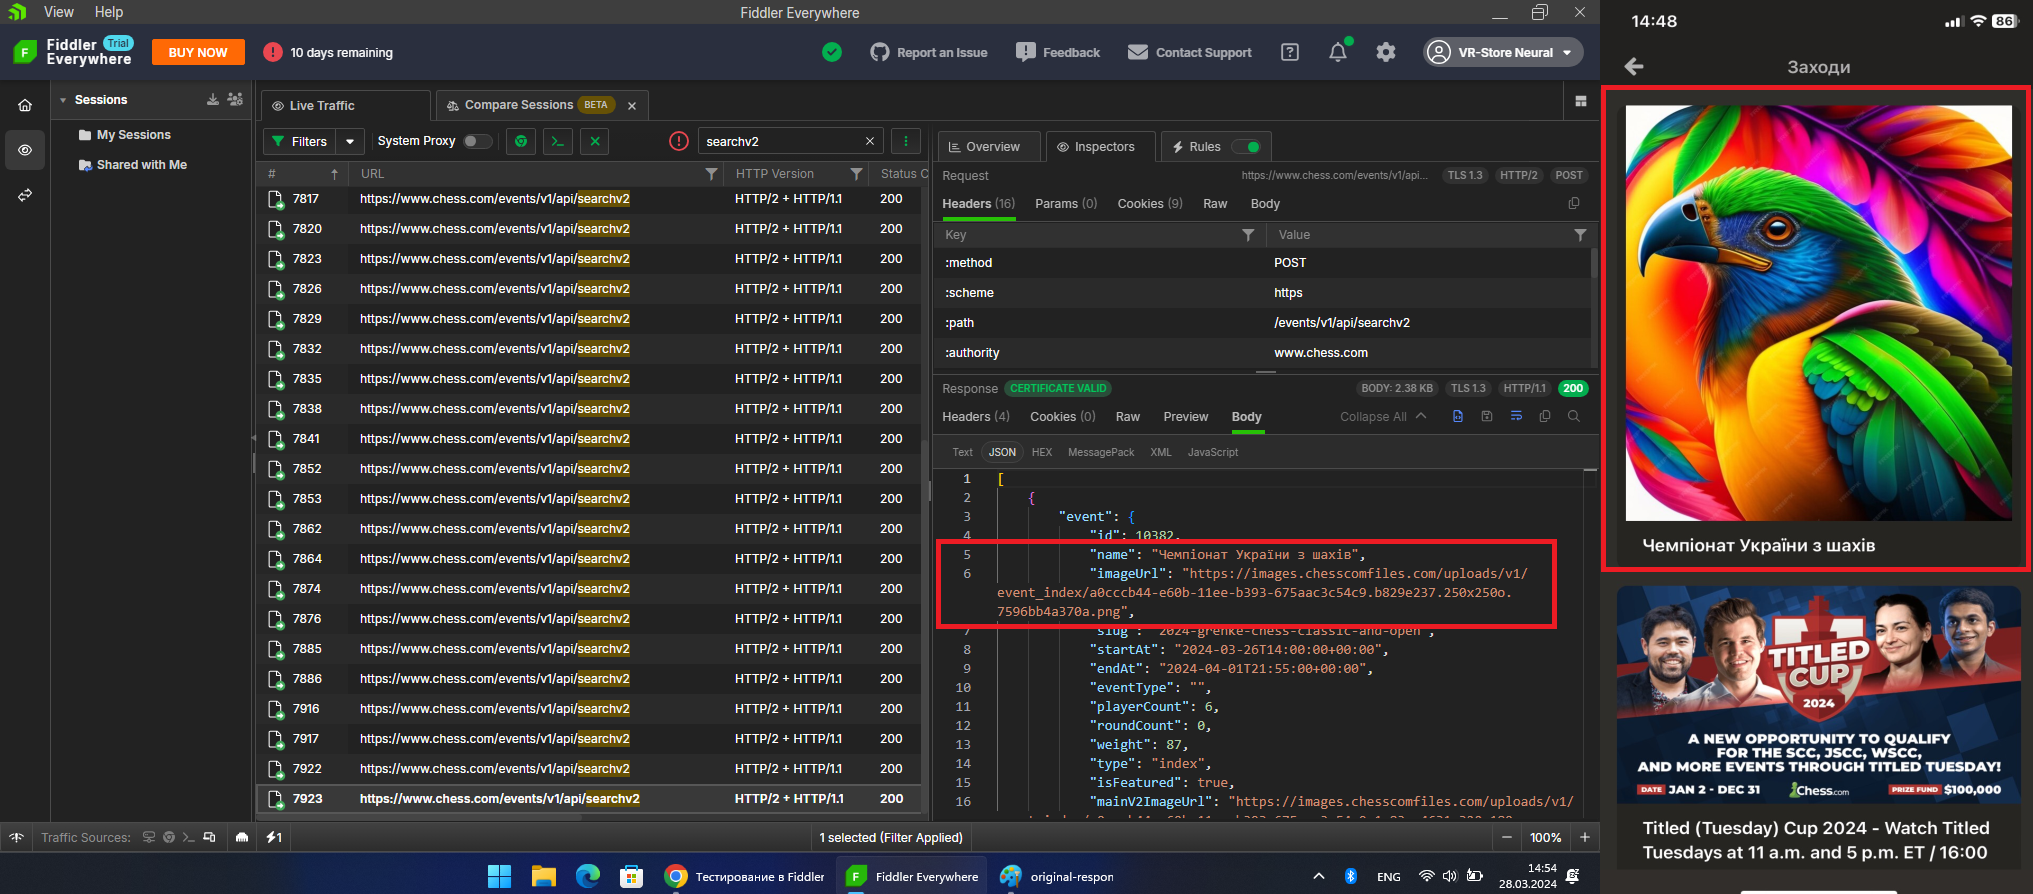 View Help
Fiddler Everywhere
Fiddler Trial
Everywhere
BUY NOW
10 days remaining
Report an Issue
Feedback
Contact Support
VR-Store Neural
Sessions
My Sessions
Shared with Me
Live Traffic
Compare Sessions BETA
Filters
System Proxy
searchv2
# URL HTTP Version Status C
7817 https://www.chess.com/events/v1/api/searchv2 HTTP/2 + HTTP/1.1 200
7820 https://www.chess.com/events/v1/api/searchv2 HTTP/2 + HTTP/1.1 200
7823 https://www.chess.com/events/v1/api/searchv2 HTTP/2 + HTTP/1.1 200
7826 https://www.chess.com/events/v1/api/searchv2 HTTP/2 + HTTP/1.1 200
7829 https://www.chess.com/events/v1/api/searchv2 HTTP/2 + HTTP/1.1 200
7832 https://www.chess.com/events/v1/api/searchv2 HTTP/2 + HTTP/1.1 200
7835 https://www.chess.com/events/v1/api/searchv2 HTTP/2 + HTTP/1.1 200
7838 https://www.chess.com/events/v1/api/searchv2 HTTP/2 + HTTP/1.1 200
7841 https://www.chess.com/events/v1/api/searchv2 HTTP/2 + HTTP/1.1 200
7852 https://www.chess.com/events/v1/api/searchv2 HTTP/2 + HTTP/1.1 200
7853 https://www.chess.com/events/v1/api/searchv2 HTTP/2 + HTTP/1.1 200
7862 https://www.chess.com/events/v1/api/searchv2 HTTP/2 + HTTP/1.1 200
7864 https://www.chess.com/events/v1/api/searchv2 HTTP/2 + HTTP/1.1 200
7874 https://www.chess.com/events/v1/api/searchv2 HTTP/2 + HTTP/1.1 200
7876 https://www.chess.com/events/v1/api/searchv2 HTTP/2 + HTTP/1.1 200
7885 https://www.chess.com/events/v1/api/searchv2 HTTP/2 + HTTP/1.1 200
7886 https://www.chess.com/events/v1/api/searchv2 HTTP/2 + HTTP/1.1 200
7916 https://www.chess.com/events/v1/api/searchv2 HTTP/2 + HTTP/1.1 200
7917 https://www.chess.com/events/v1/api/searchv2 HTTP/2 + HTTP/1.1 200
7922 https://www.chess.com/events/v1/api/searchv2 HTTP/2 + HTTP/1.1 200
7923 https://www.chess.com/events/v1/api/searchv2 HTTP/2 + HTTP/1.1 200
Overview Inspectors Rules
Request https://www.chess.com/events/v1/api... TLS 1.3 HTTP/2 POST
Headers (16) Params (0) Cookies (9) Raw Body
Key Value
:method POST
:scheme https
:path /events/v1/api/searchv2
:authority www.chess.com
Response CERTIFICATE VALID BODY: 2.38 KB TLS 1.3 HTTP/1.1 200
Headers (4) Cookies (0) Raw Preview Body Collapse All
Text JSON HEX MessagePack XML JavaScript
1 [
2 {
3 "event": {
4 "id": 10382,
5 "name": "Чемпіонат України з шахів",
6 "imageUrl": "https://images.chesscomfiles.com/uploads/v1/
event_index/a0cccb44-e60b-11ee-b393-675aac3c54c9.b829e237.250x250o.
7596bb4a370a.png",
7 "slug": "2024-grenke-chess-classic-and-open",
8 "startAt": "2024-03-26T14:00:00+00:00",
9 "endAt": "2024-04-01T21:55:00+00:00",
10 "eventType": "",
11 "playerCount": 6,
12 "roundCount": 0,
13 "weight": 87,
14 "type": "index",
15 "isFeatured": true,
16 "mainV2ImageUrl": "https://images.chesscomfiles.com/uploads/v1/
Traffic Sources:
1
1 selected (Filter Applied)
100%
Тестирование в Fiddler
Fiddler Everywhere
original-respon
ENG
14:54
28.03.2024
14:48
86
Заходи
Чемпіонат України з шахів
TITLED
CUP
2024
A NEW OPPORTUNITY TO QUALIFY
FOR THE SCC, JSCC, WSCC,
AND MORE EVENTS THROUGH TITLED TUESDAY!
DATE JAN 2 - DEC 31
Chess.com
PRIZE FUND $100,000
Titled (Tuesday) Cup 2024 - Watch Titled
Tuesdays at 11 a.m. and 5 p.m. ET / 16:00